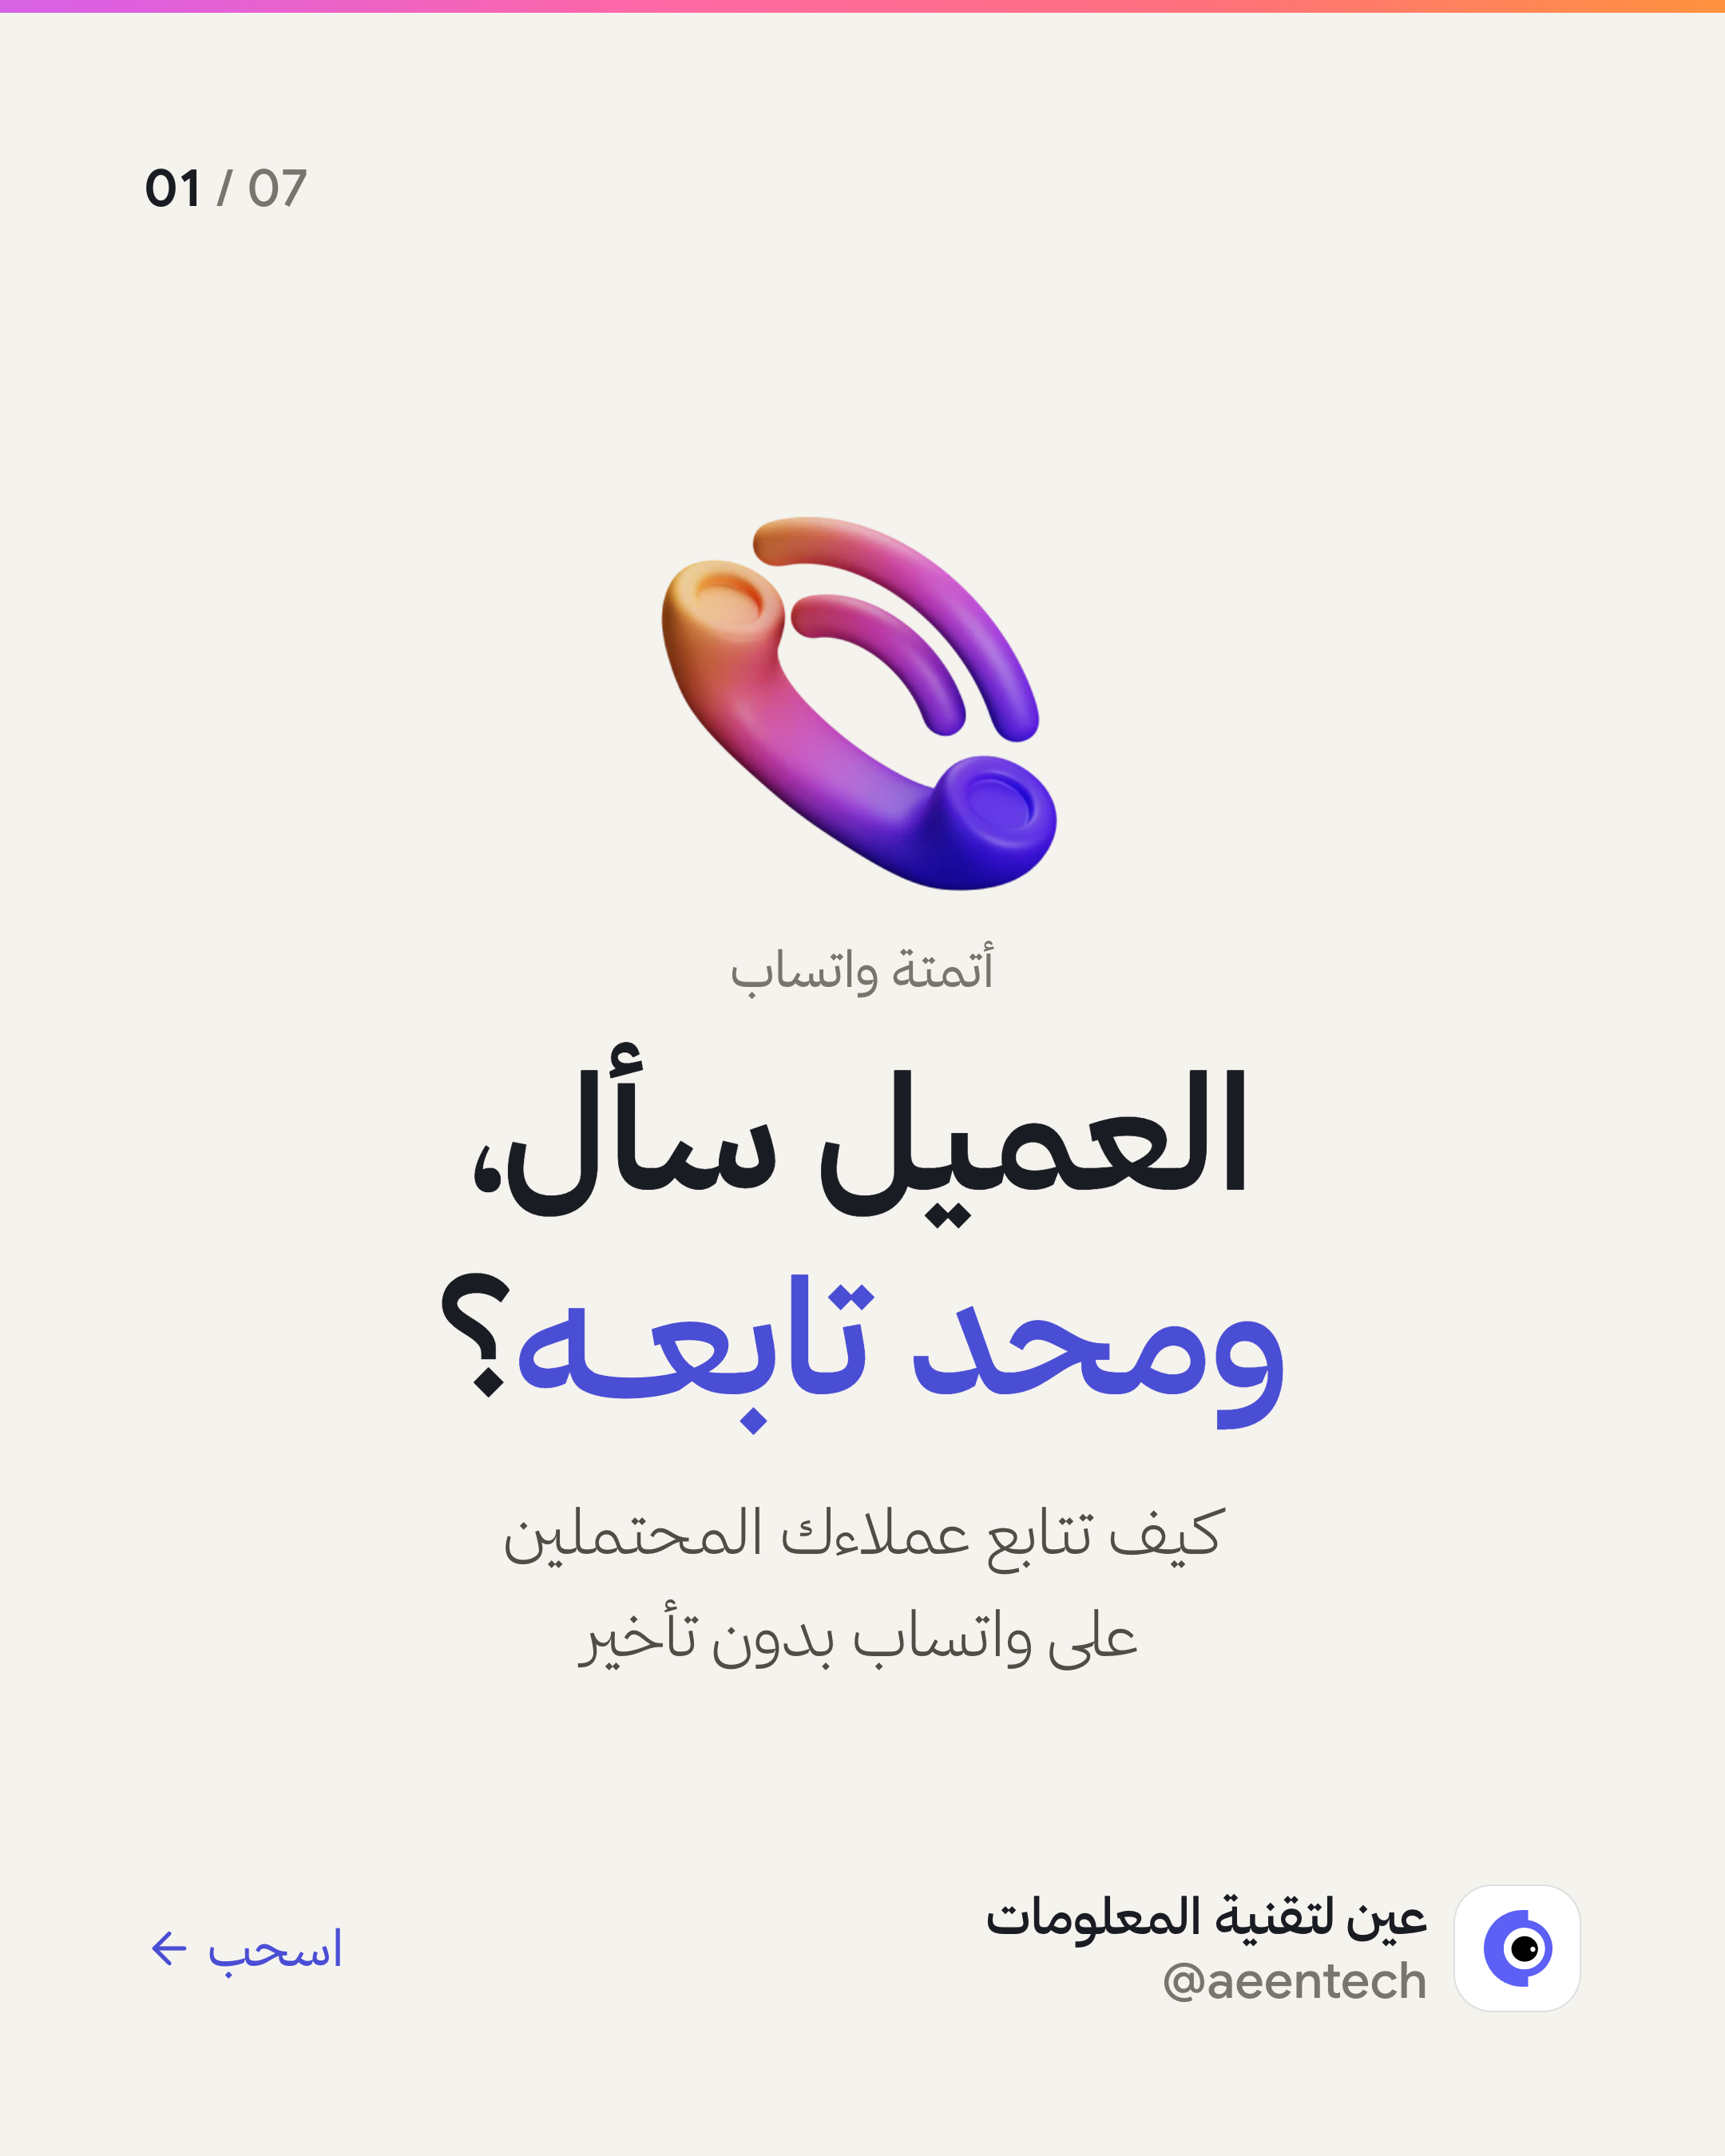 01 / 07
أتمتة واتساب
العميل سأل،
ومحد تابعه؟
كيف تتابع عملاءك المحتملين
على واتساب بدون تأخير
عين لتقنية المعلومات
@aeentech
اسحب ←